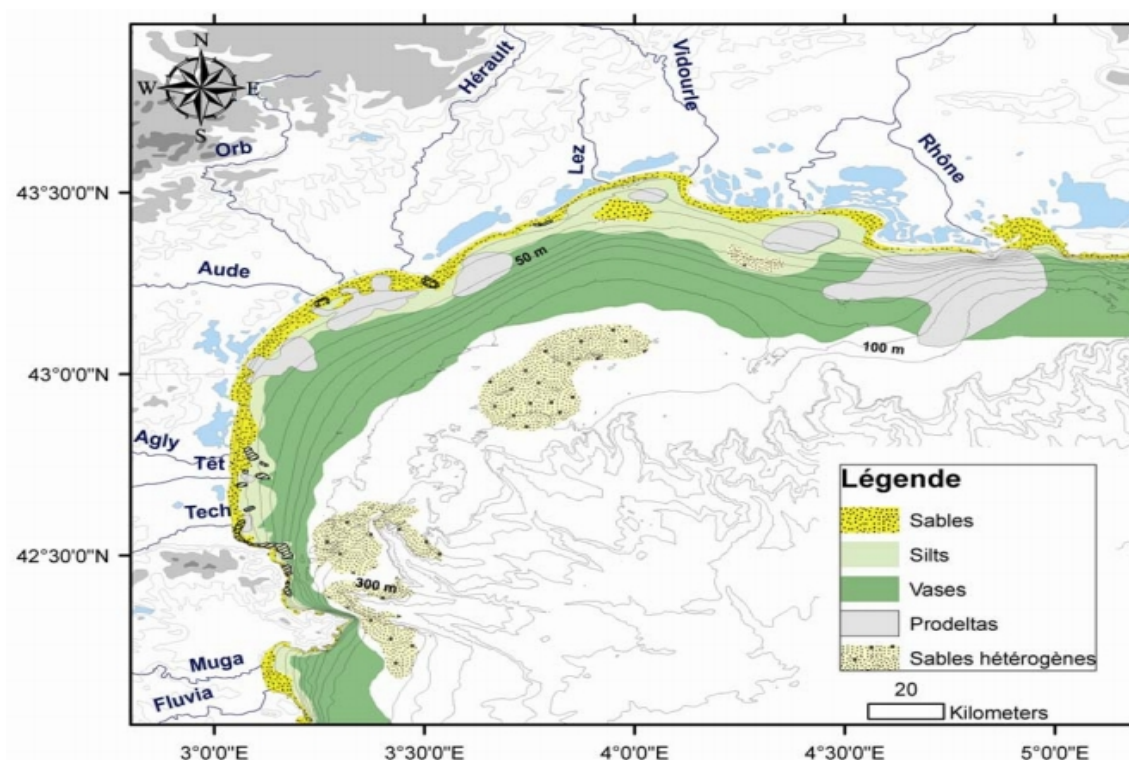 N
W E
S
Orb
Hérault
Lez
Vidourle
Rhône
Aude
Agly
Têt
Tech
Muga
Fluvia
50 m
100 m
300 m
43°30'0"N
43°0'0"N
42°30'0"N
3°0'0"E 3°30'0"E 4°0'0"E 4°30'0"E 5°0'0"E
Légende
Sables
Silts
Vases
Prodeltas
Sables hétérogènes
20
Kilometers